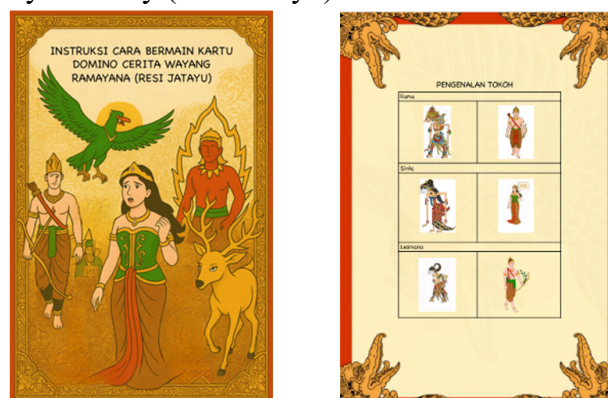 INSTRUKSI CARA BERMAIN KARTU
DOMINO CERITA WAYANG
RAMAYANA (RESI JATAYU)
PENGENALAN TOKOH
Rama
Sinta
Lesmana